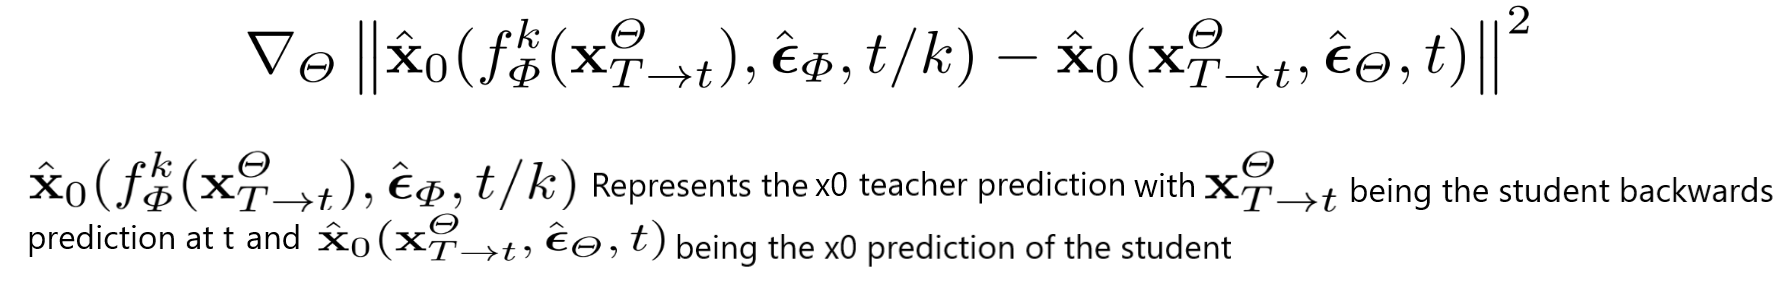 ∇_Θ ‖x̂₀(f_Φ^k(x_{T→t}^Θ), ε̂_Φ, t/k) − x̂₀(x_{T→t}^Θ, ε̂_Θ, t)‖²
x̂₀(f_Φ^k(x_{T→t}^Θ), ε̂_Φ, t/k) Represents the x0 teacher prediction with x_{T→t}^Θ being the student backwards
prediction at t and x̂₀(x_{T→t}^Θ, ε̂_Θ, t) being the x0 prediction of the student